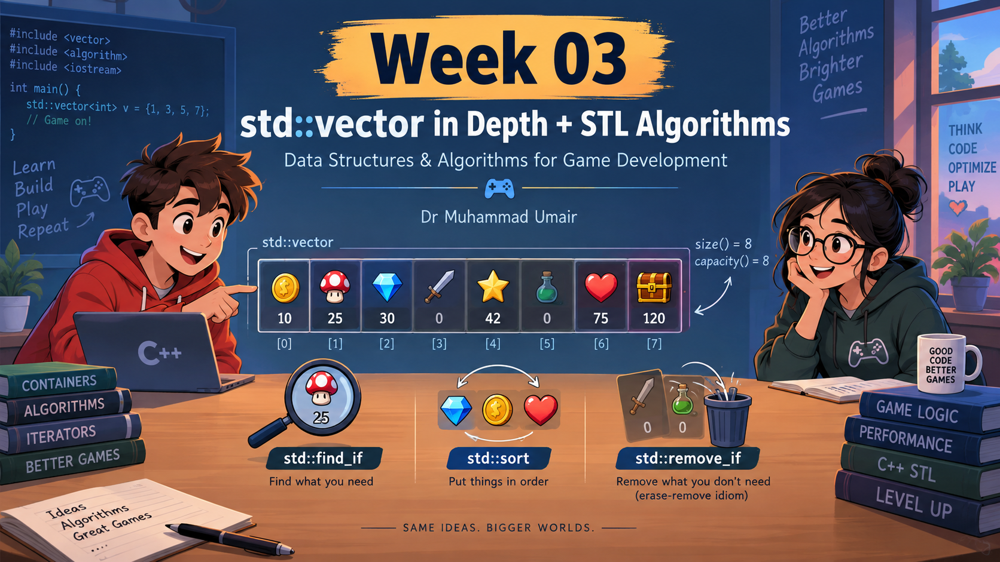 #include <vector>
#include <algorithm>
#include <iostream>
int main() {
std::vector<int> v = {1, 3, 5, 7};
// Game on!
}
Learn
Build
Play
Repeat
Week 03
std::vector in Depth + STL Algorithms
Data Structures & Algorithms for Game Development
Dr Muhammad Umair
Better
Algorithms
Brighter
Games
THINK
CODE
OPTIMIZE
PLAY
std::vector
size() = 8
capacity() = 8
10 25 30 0 42 0 75 120
[0] [1] [2] [3] [4] [5] [6] [7]
C++
CONTAINERS
ALGORITHMS
ITERATORS
BETTER GAMES
25
std::find_if
Find what you need
std::sort
Put things in order
0 0
std::remove_if
Remove what you don't need
(erase-remove idiom)
GOOD
CODE
BETTER
GAMES
GAME LOGIC
PERFORMANCE
C++ STL
LEVEL UP
Ideas
Algorithms
Great Games
....
SAME IDEAS. BIGGER WORLDS.